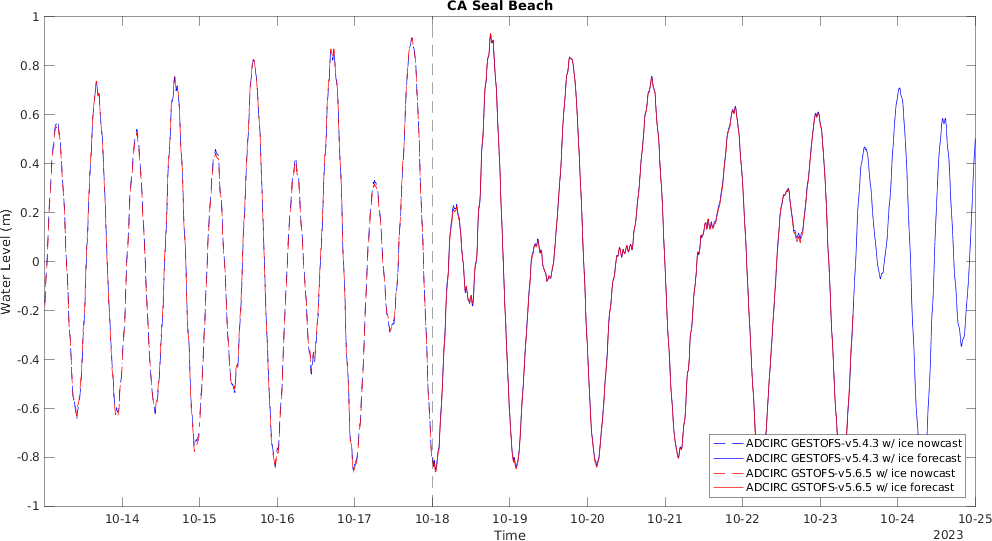 CA Seal Beach
1
0.8
0.6
0.4
0.2
0
-0.2
-0.4
-0.6
-0.8
-1
Water Level (m)
10-14 10-15 10-16 10-17 10-18 10-19 10-20 10-21 10-22 10-23 10-24 10-25
Time
2023
ADCIRC GESTOFS-v5.4.3 w/ ice nowcast
ADCIRC GESTOFS-v5.4.3 w/ ice forecast
ADCIRC GSTOFS-v5.6.5 w/ ice nowcast
ADCIRC GSTOFS-v5.6.5 w/ ice forecast